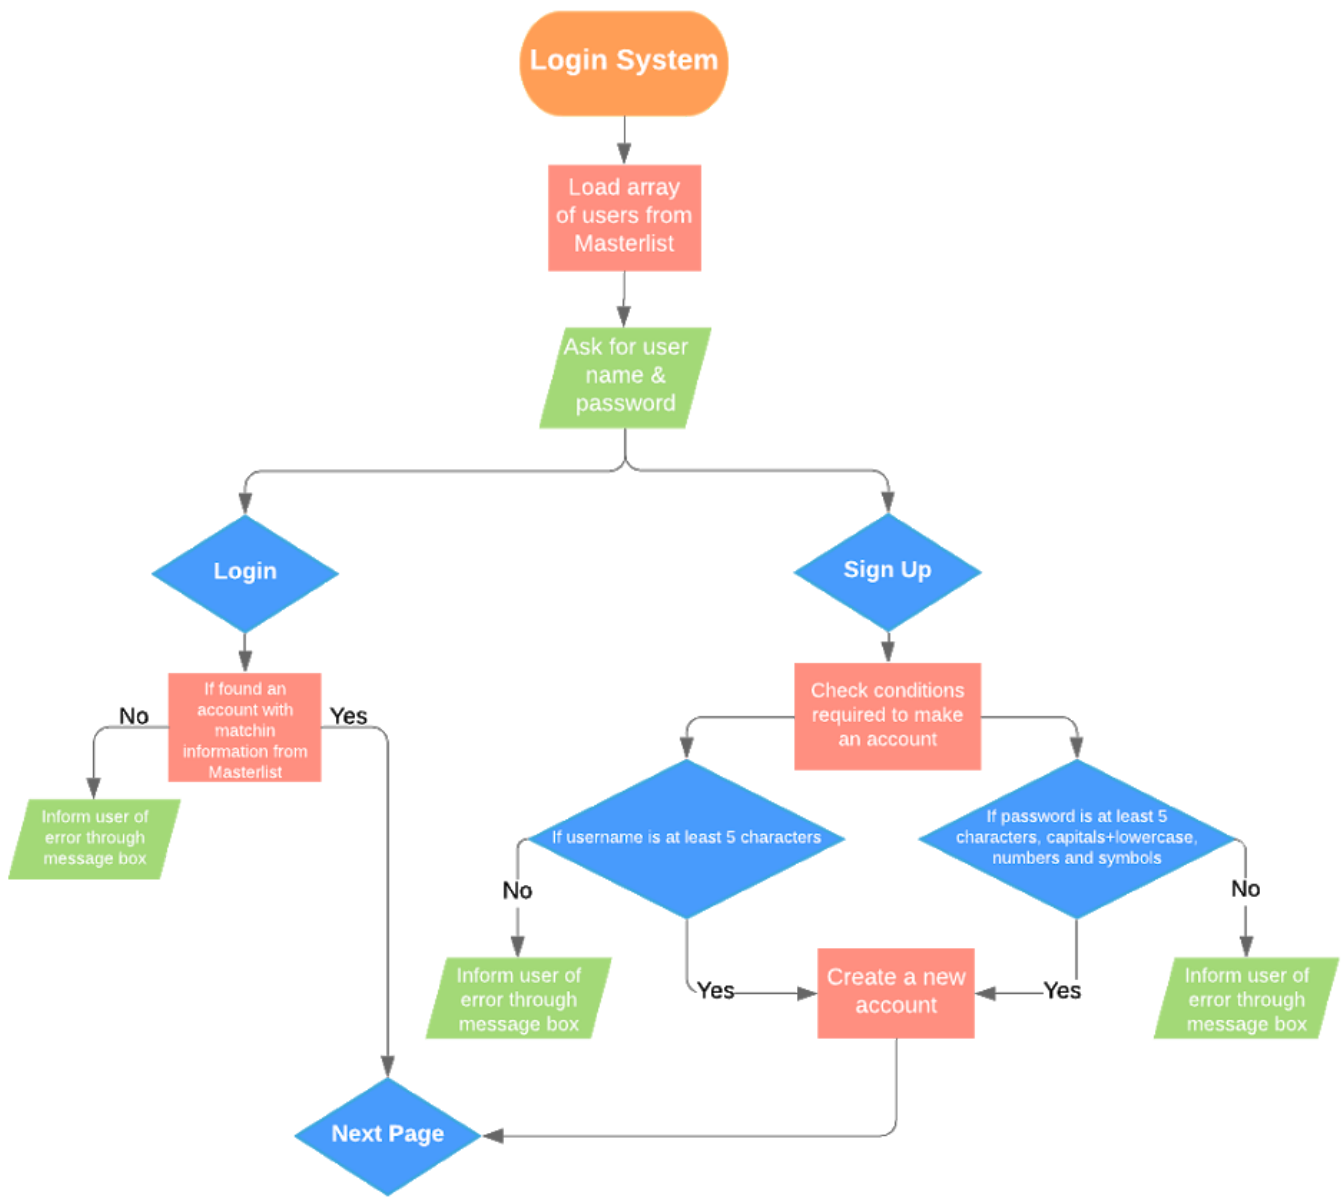 Login System
Load array
of users from
Masterlist
Ask for user
name &
password
Login
Sign Up
If found an
account with
matchin
information from
Masterlist
No
Yes
Inform user of
error through
message box
Check conditions
required to make
an account
If username is at least 5 characters
If password is at least 5
characters, capitals+lowercase,
numbers and symbols
No
No
Inform user of
error through
message box
Yes
Create a new
account
Yes
Inform user of
error through
message box
Next Page